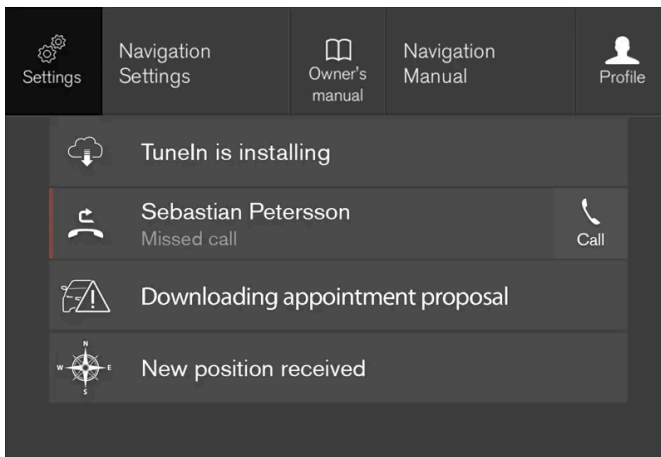 Settings
Navigation
Settings
Owner's
manual
Navigation
Manual
Profile
TuneIn is installing
Sebastian Petersson
Missed call
Call
Downloading appointment proposal
N
W E
S
New position received